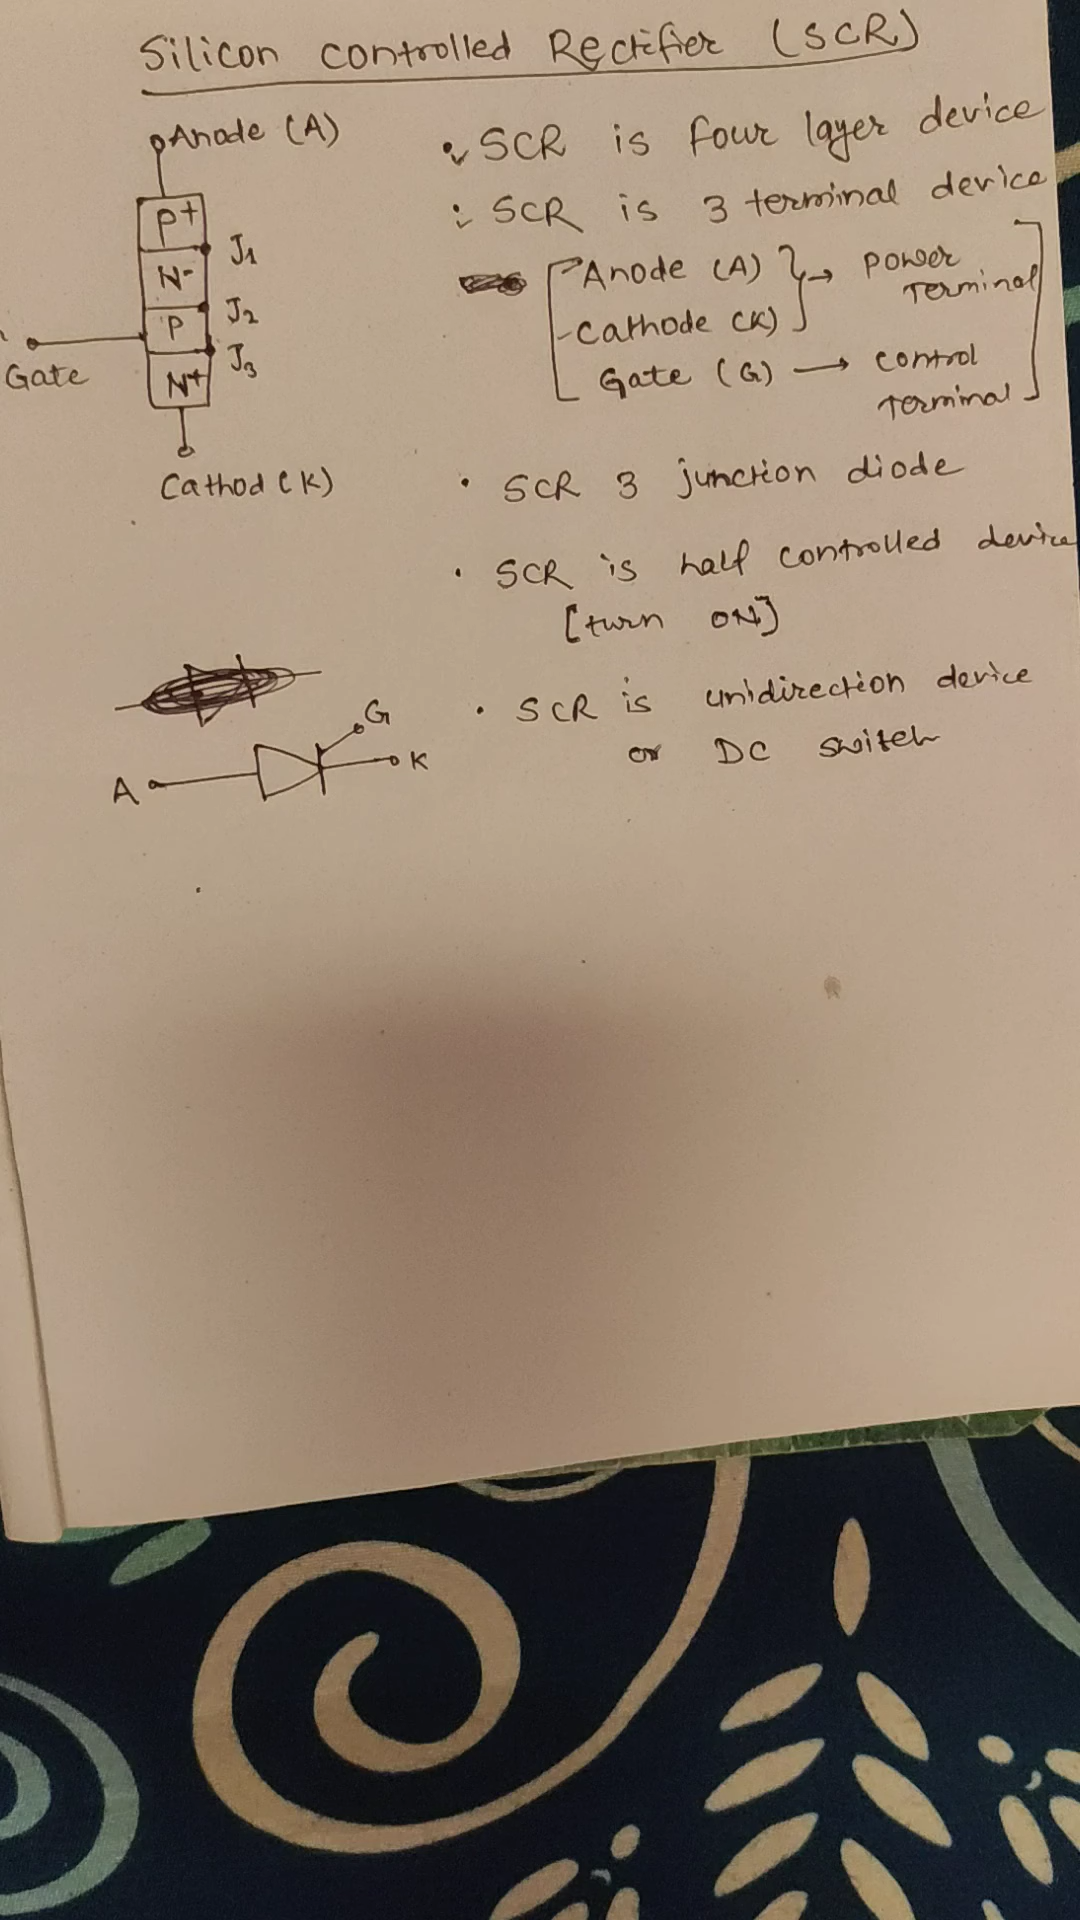 Silicon controlled Rectifier (SCR)
Anode (A)
P+
J1
N-
J2
P
J3
N+
Gate
Cathod (K)
SCR is four layer device
SCR is 3 terminal device
Anode (A)
Cathode (K)
→ power terminal
Gate (G) → control terminal
• SCR 3 junction diode
• SCR is half controlled device
[turn ON]
• SCR is unidirection device
or DC switch
G
A
K